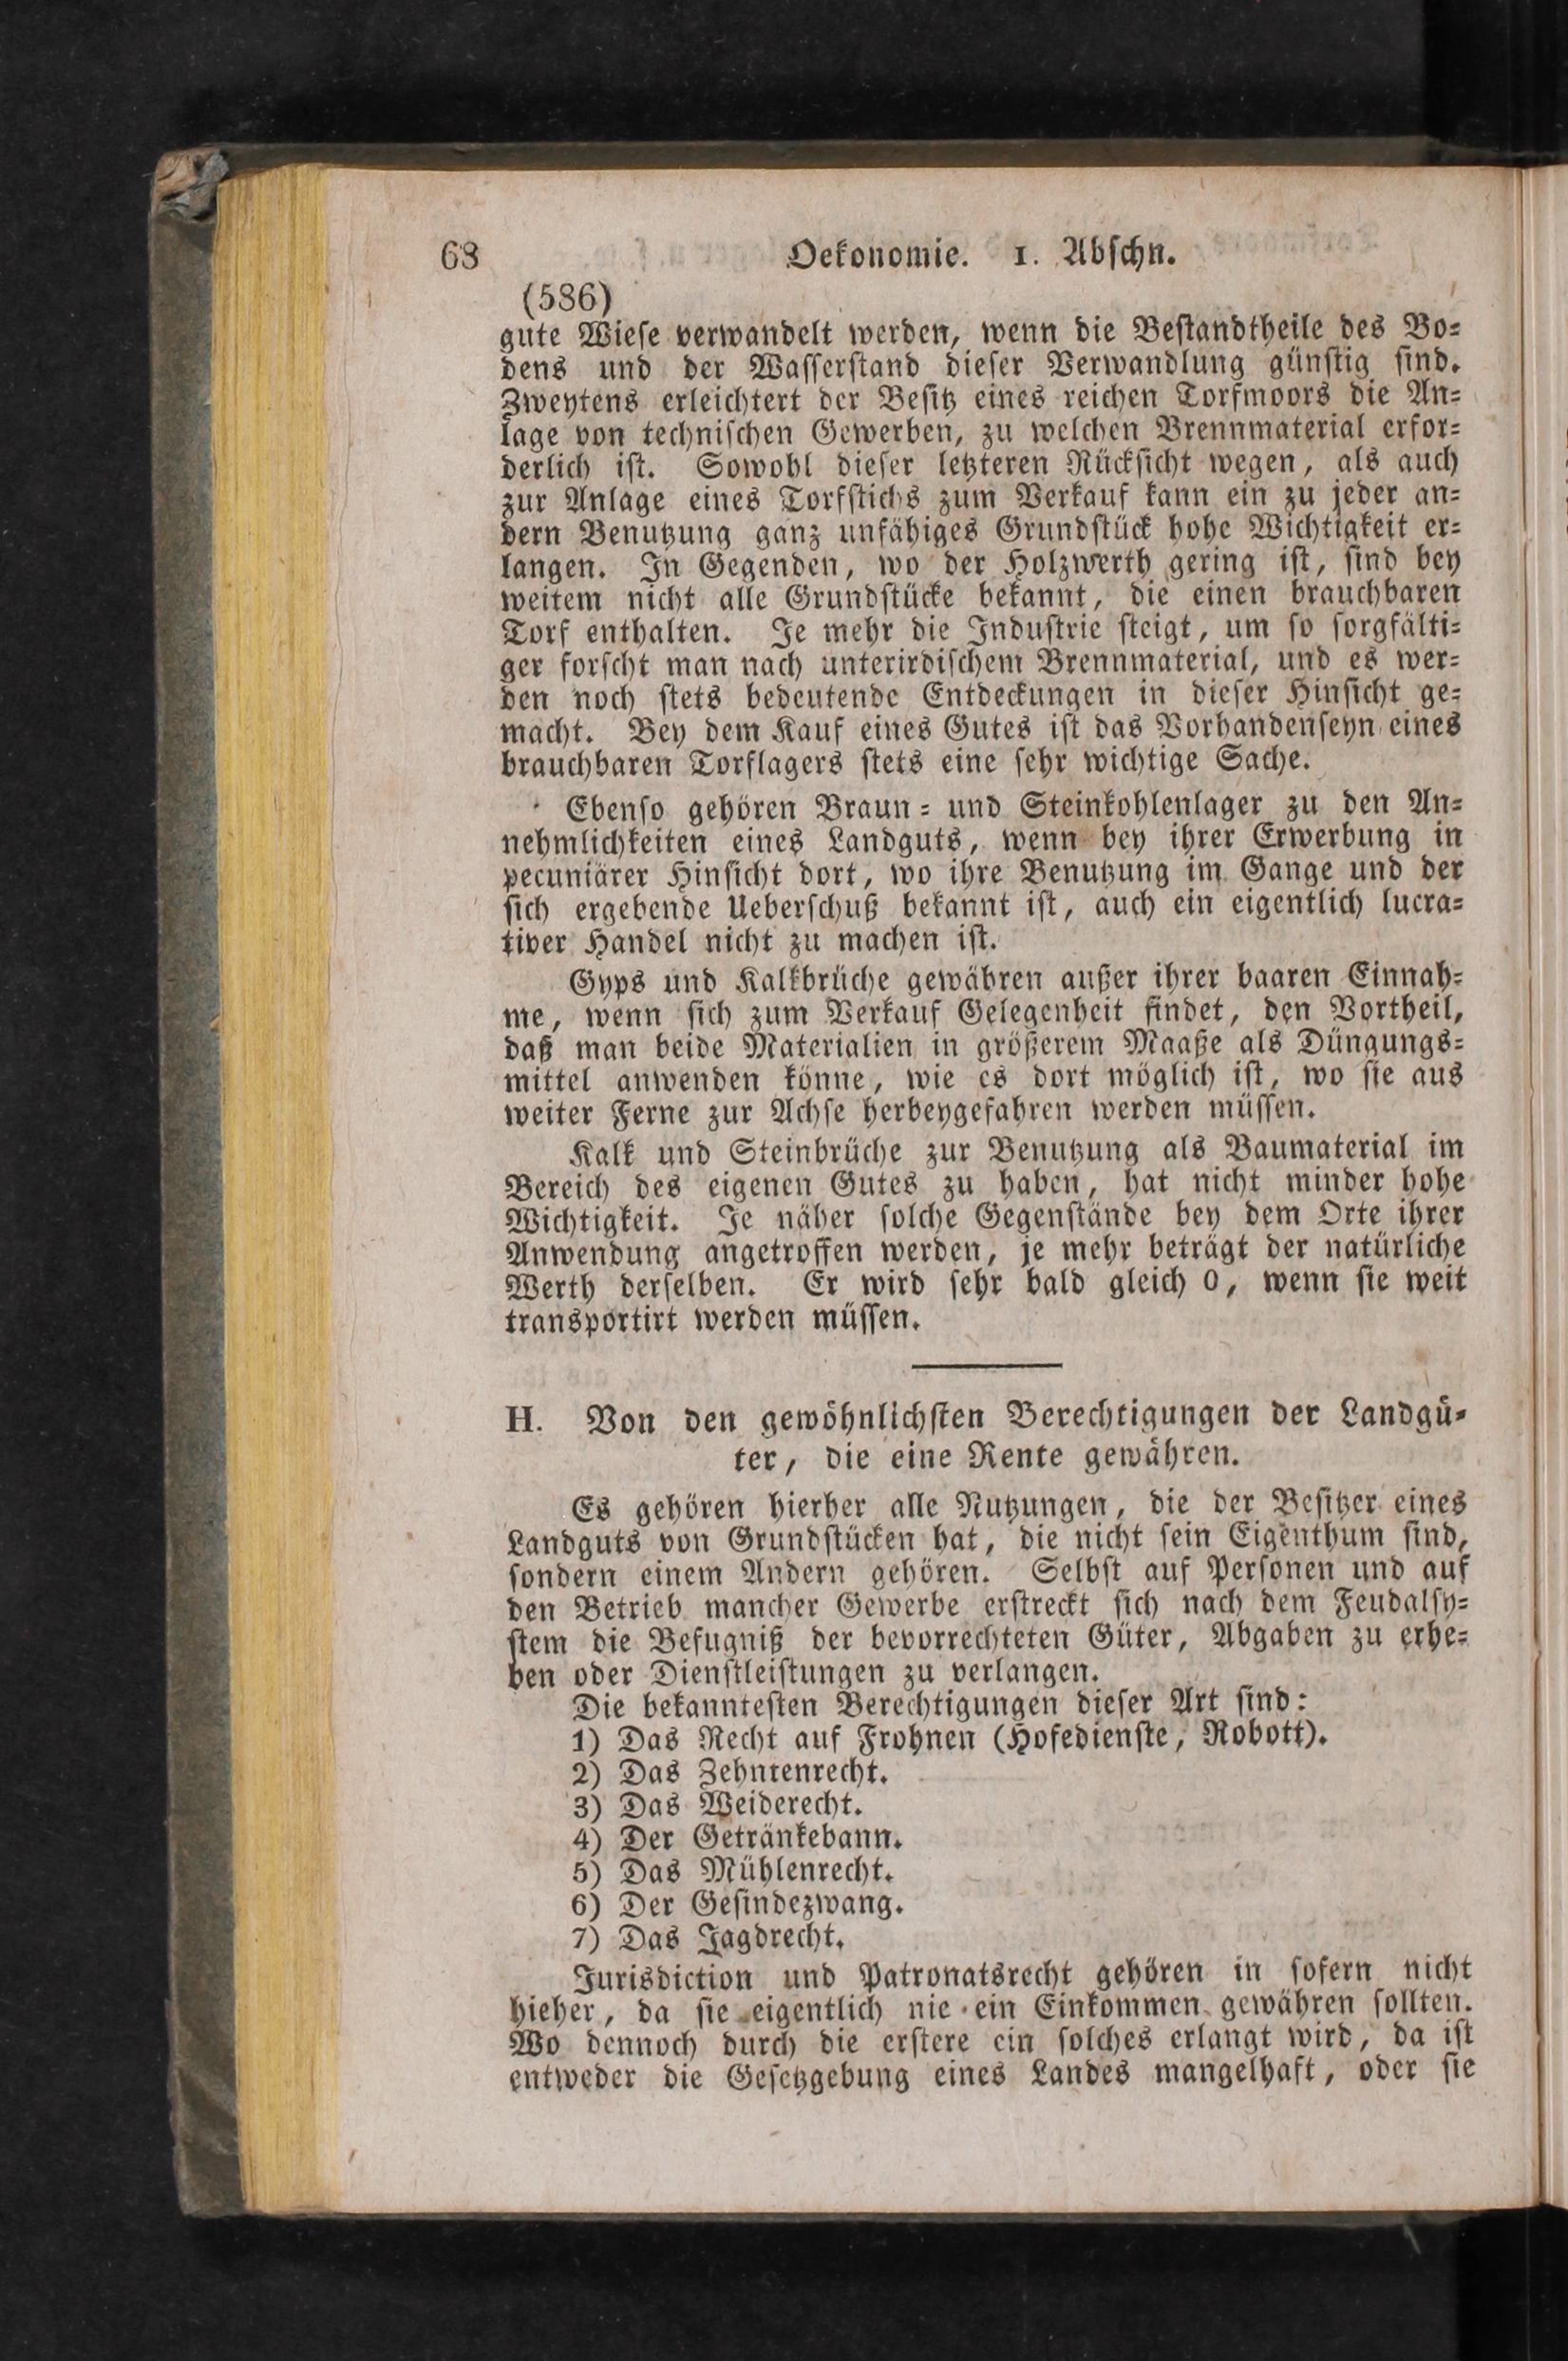 68 Oekonomie. 1. Abschn.
(586)
gute Wiese verwandelt werden, wenn die Bestandtheile des Bo⸗
dens und der Wasserstand dieser Verwandlung günstig sind.
Zweytens erleichtert der Besitz eines reichen Torfmoors die An⸗
lage von technischen Gewerben, zu welchen Brennmaterial erfor⸗
derlich ist. Sowohl dieser letzteren Rücksicht wegen, als auch
zur Anlage eines Torfstichs zum Verkauf kann ein zu jeder an⸗
dern Benutzung ganz unfähiges Grundstück hohe Wichtigkeit er⸗
langen. In Gegenden, wo der Holzwerth gering ist, sind bey
weitem nicht alle Grundstücke bekannt, die einen brauchbaren
Torf enthalten. Je mehr die Industrie steigt, um so sorgfälti⸗
ger forscht man nach unterirdischem Brennmaterial, und es wer⸗
den noch stets bedeutende Entdeckungen in dieser Hinsicht ge⸗
macht. Bey dem Kauf eines Gutes ist das Vorhandenseyn eines
brauchbaren Torflagers stets eine sehr wichtige Sache.
Ebenso gehören Braun⸗ und Steinkohlenlager zu den An⸗
nehmlichkeiten eines Landguts, wenn bey ihrer Erwerbung in
pecuniärer Hinsicht dort, wo ihre Benutzung im Gange und der
sich ergebende Ueberschuß bekannt ist, auch ein eigentlich lucra⸗
tiver Handel nicht zu machen ist.
Gyps und Kalkbrüche gewähren außer ihrer baaren Einnah⸗
me, wenn sich zum Verkauf Gelegenheit findet, den Vortheil,
daß man beide Materialien in größerem Maaße als Düngungs⸗
mittel anwenden könne, wie es dort möglich ist, wo sie aus
weiter Ferne zur Achse herbeygefahren werden müssen.
Kalk und Steinbrüche zur Benutzung als Baumaterial im
Bereich des eigenen Gutes zu haben, hat nicht minder hohe
Wichtigkeit. Je näher solche Gegenstände bey dem Orte ihrer
Anwendung angetroffen werden, je mehr beträgt der natürliche
Werth derselben. Er wird sehr bald gleich 0, wenn sie weit
transportirt werden müssen.
H. Von den gewöhnlichsten Berechtigungen der Landgü⸗
ter, die eine Rente gewähren.
Es gehören hierher alle Nutzungen, die der Besitzer eines
Landguts von Grundstücken hat, die nicht sein Eigenthum sind,
sondern einem Andern gehören. Selbst auf Personen und auf
den Betrieb mancher Gewerbe erstreckt sich nach dem Feudalsy⸗
stem die Befugniß der bevorrechteten Güter, Abgaben zu erhe⸗
ben oder Dienstleistungen zu verlangen.
Die bekanntesten Berechtigungen dieser Art sind:
1) Das Recht auf Frohnen (Hofedienste, Robott).
2) Das Zehntenrecht.
3) Das Weiderecht.
4) Der Getränkebann.
5) Das Mühlenrecht.
6) Der Gesindezwang.
7) Das Jagdrecht.
Jurisdiction und Patronatsrecht gehören in sofern nicht
hieher, da sie eigentlich nie ein Einkommen gewähren sollten.
Wo dennoch durch die erstere ein solches erlangt wird, da ist
entweder die Gesetzgebung eines Landes mangelhaft, oder sie